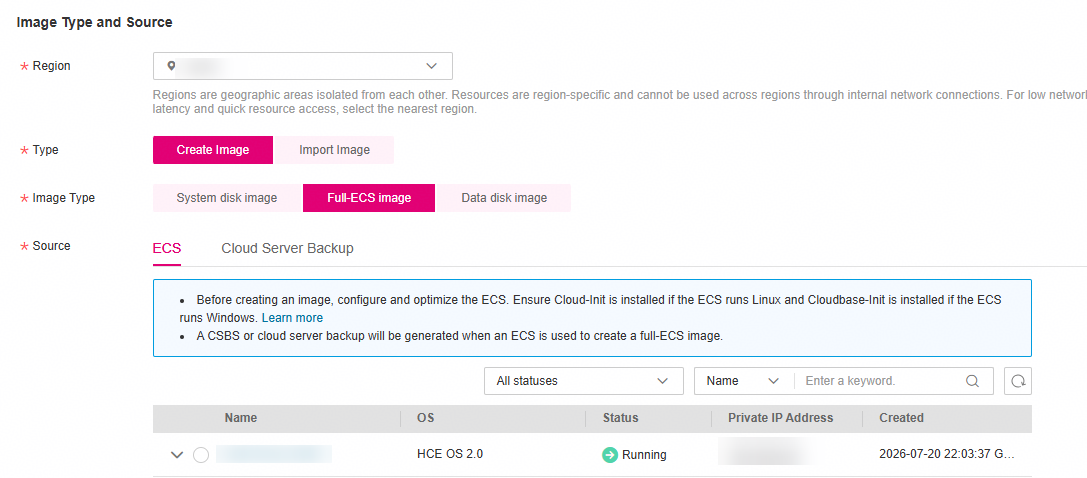 Image Type and Source
* Region
Regions are geographic areas isolated from each other. Resources are region-specific and cannot be used across regions through internal network connections. For low network
latency and quick resource access, select the nearest region.
* Type
Create Image
Import Image
* Image Type
System disk image
Full-ECS image
Data disk image
* Source
ECS
Cloud Server Backup
• Before creating an image, configure and optimize the ECS. Ensure Cloud-Init is installed if the ECS runs Linux and Cloudbase-Init is installed if the ECS
runs Windows. Learn more
• A CSBS or cloud server backup will be generated when an ECS is used to create a full-ECS image.
All statuses
Name
Enter a keyword.
Name OS Status Private IP Address Created
HCE OS 2.0 Running 2026-07-20 22:03:37 G...